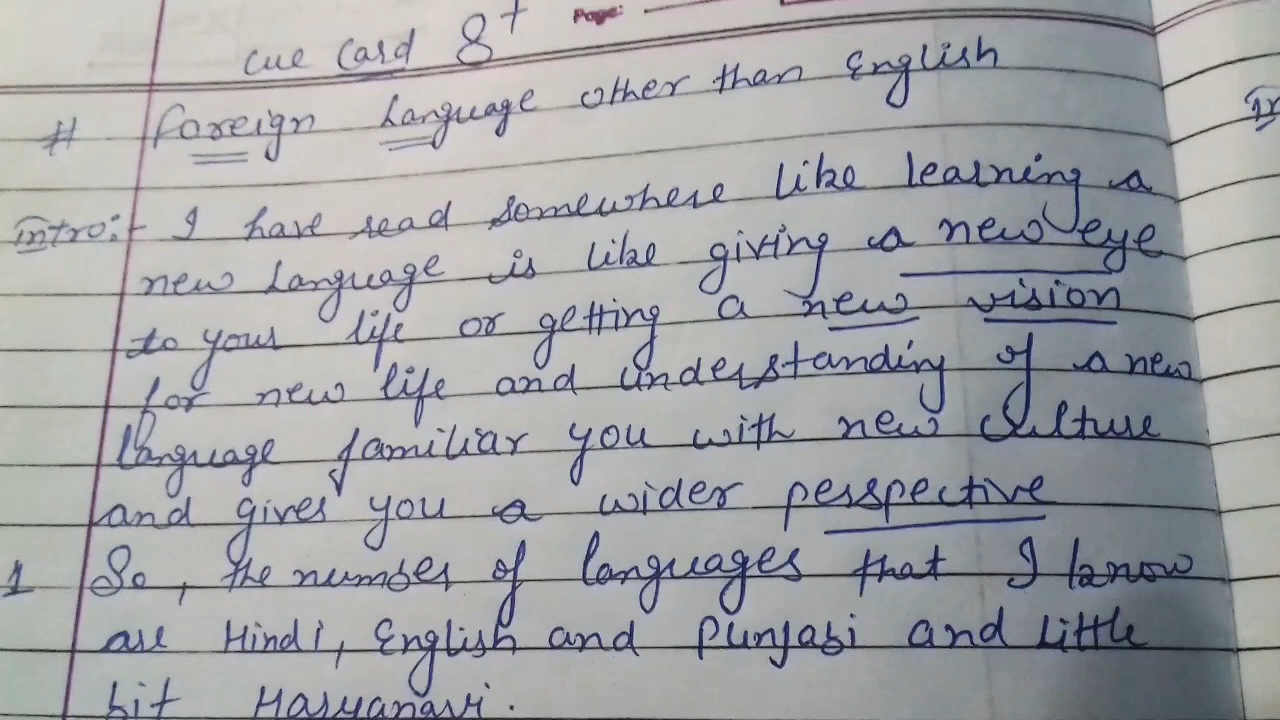 Page:
Cue Card 8+
# Foreign Language other than English
Intro:- I have read somewhere like learning a
new language is like giving a new eye
to your life or getting a new vision
for new life and understanding of a new
language familiar you with new culture
and gives you a wider perspective
1 So, the number of languages that I know
are Hindi, English and Punjabi and little
bit Haryanavi.